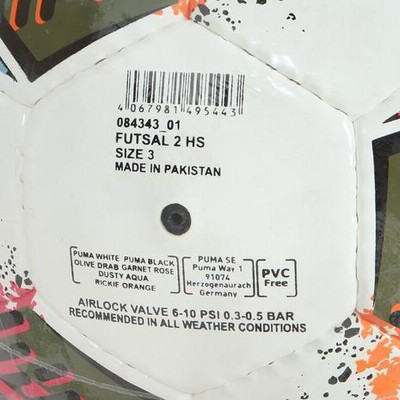 4 067981 495443
084343_01
FUTSAL 2 HS
SIZE 3
MADE IN PAKISTAN
PUMA WHITE PUMA BLACK
OLIVE DRAB GARNET ROSE
DUSTY AQUA
RICKIE ORANGE
PUMA SE
Puma Way 1
91074
Herzogenaurach
Germany
PVC
Free
AIRLOCK VALVE 6-10 PSI 0.3-0.5 BAR
RECOMMENDED IN ALL WEATHER CONDITIONS